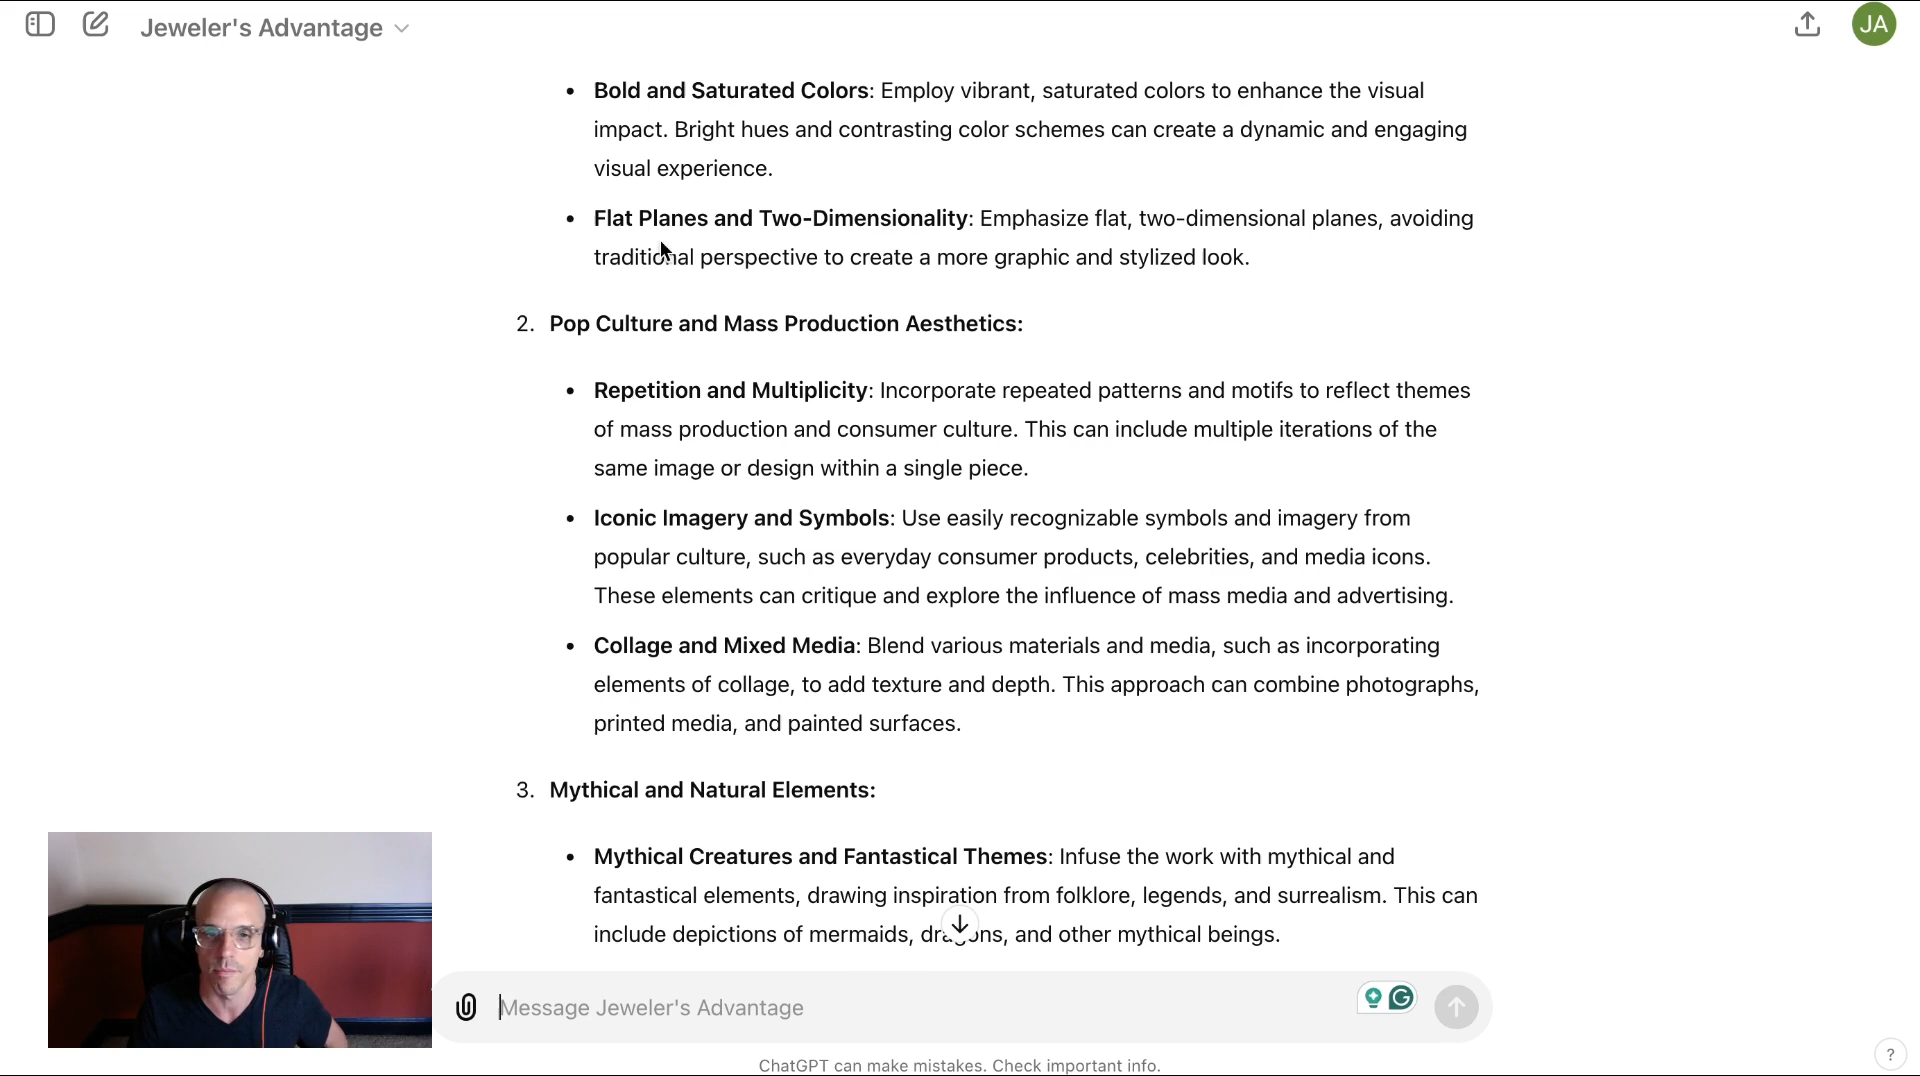 Jeweler's Advantage
JA
• Bold and Saturated Colors: Employ vibrant, saturated colors to enhance the visual
impact. Bright hues and contrasting color schemes can create a dynamic and engaging
visual experience.
• Flat Planes and Two-Dimensionality: Emphasize flat, two-dimensional planes, avoiding
traditional perspective to create a more graphic and stylized look.
2. Pop Culture and Mass Production Aesthetics:
• Repetition and Multiplicity: Incorporate repeated patterns and motifs to reflect themes
of mass production and consumer culture. This can include multiple iterations of the
same image or design within a single piece.
• Iconic Imagery and Symbols: Use easily recognizable symbols and imagery from
popular culture, such as everyday consumer products, celebrities, and media icons.
These elements can critique and explore the influence of mass media and advertising.
• Collage and Mixed Media: Blend various materials and media, such as incorporating
elements of collage, to add texture and depth. This approach can combine photographs,
printed media, and painted surfaces.
3. Mythical and Natural Elements:
• Mythical Creatures and Fantastical Themes: Infuse the work with mythical and
fantastical elements, drawing inspiration from folklore, legends, and surrealism. This can
include depictions of mermaids, dragons, and other mythical beings.
Message Jeweler's Advantage
G
ChatGPT can make mistakes. Check important info.
?